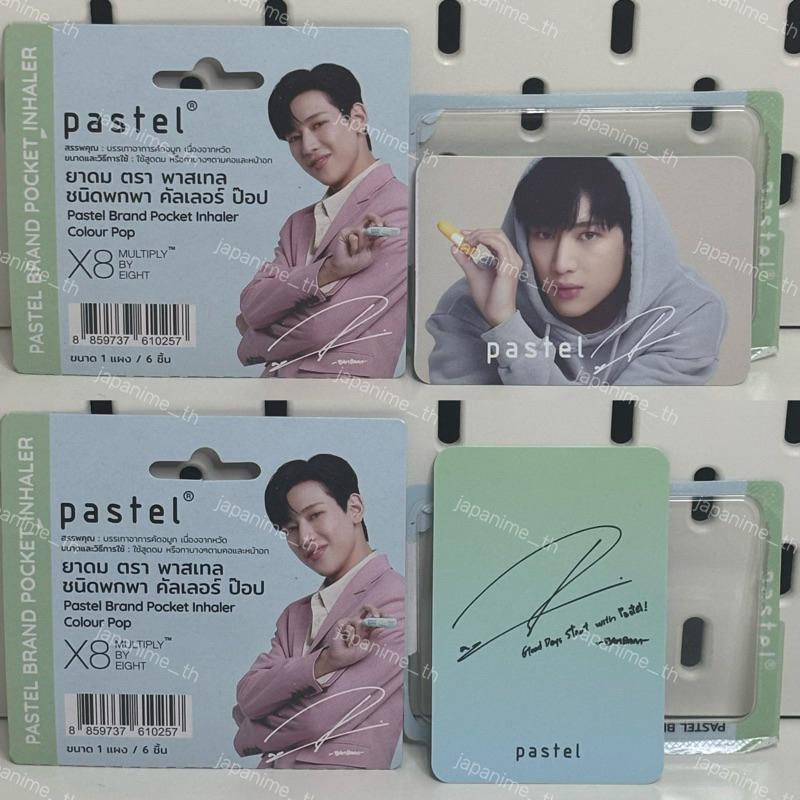 PASTEL BRAND POCKET INHALER
pastel®
สรรพคุณ : บรรเทาอาการคัดจมูก เนื่องจากหวัด
ขนาดและวิธีการใช้ : ใช้สูดดม หรือทาบางๆตามคอและหน้าอก
ยาดม ตรา พาสเทล
ชนิดพกพา คัลเลอร์ ป๊อป
Pastel Brand Pocket Inhaler
Colour Pop
X8 MULTIPLY™
BY
EIGHT
8 859737 610257
ขนาด 1 แผง / 6 ชิ้น
BamBam
pastel
pastel®
PASTEL BRAND POCKET INHALER
pastel®
สรรพคุณ : บรรเทาอาการคัดจมูก เนื่องจากหวัด
ขนาดและวิธีการใช้ : ใช้สูดดม หรือทาบางๆตามคอและหน้าอก
ยาดม ตรา พาสเทล
ชนิดพกพา คัลเลอร์ ป๊อป
Pastel Brand Pocket Inhaler
Colour Pop
X8 MULTIPLY™
BY
EIGHT
8 859737 610257
ขนาด 1 แผง / 6 ชิ้น
BamBam
Good Days Start with Pastel!
- BamBam
pastel
pastel®
PASTEL B
japanime_th